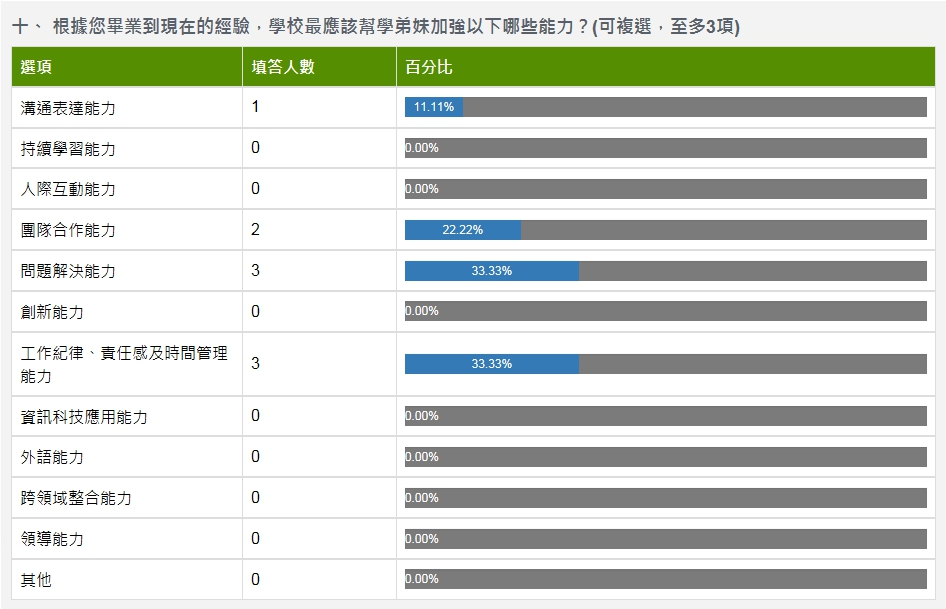 十、 根據您畢業到現在的經驗，學校最應該幫學弟妹加強以下哪些能力？(可複選，至多3項)
選項 填答人數 百分比
溝通表達能力 1 11.11%
持續學習能力 0 0.00%
人際互動能力 0 0.00%
團隊合作能力 2 22.22%
問題解決能力 3 33.33%
創新能力 0 0.00%
工作紀律、責任感及時間管理
能力 3 33.33%
資訊科技應用能力 0 0.00%
外語能力 0 0.00%
跨領域整合能力 0 0.00%
領導能力 0 0.00%
其他 0 0.00%